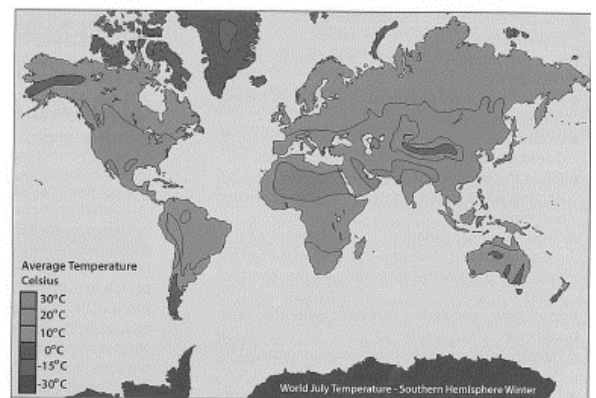 Average Temperature
Celsius
30°C
20°C
10°C
0°C
-15°C
-30°C
World July Temperature - Southern Hemisphere Winter